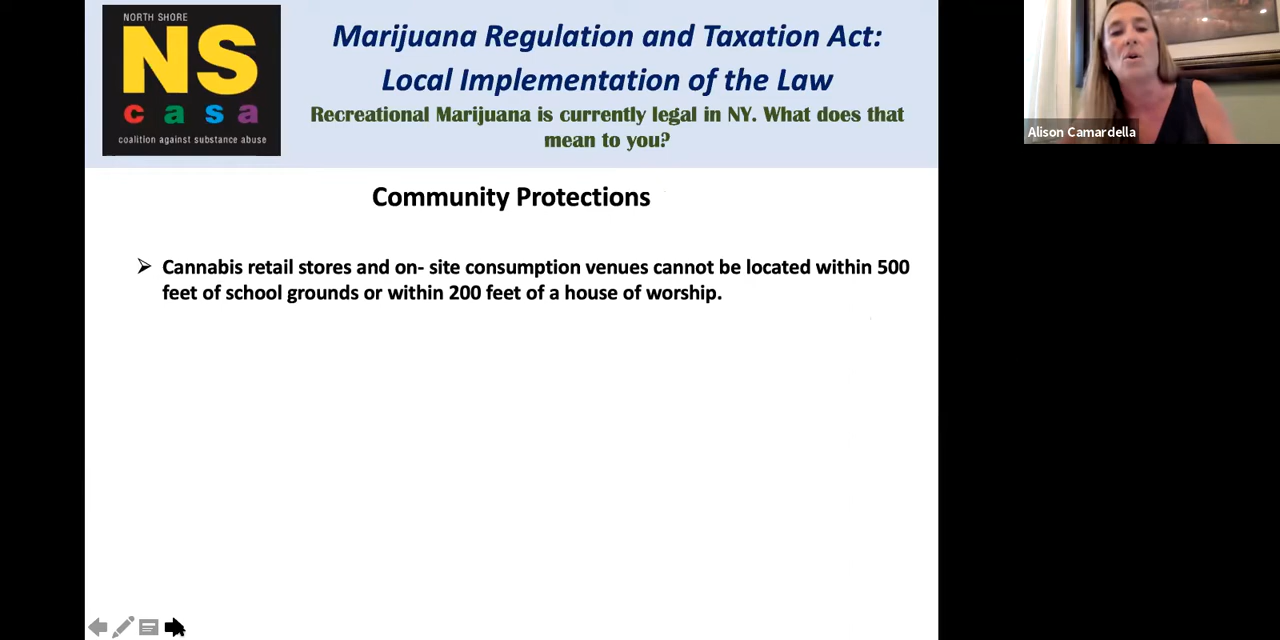 NORTH SHORE
NS
casa
coalition against substance abuse
Marijuana Regulation and Taxation Act:
Local Implementation of the Law
Recreational Marijuana is currently legal in NY. What does that
mean to you?
Alison Camardella
Community Protections
Cannabis retail stores and on- site consumption venues cannot be located within 500
feet of school grounds or within 200 feet of a house of worship.